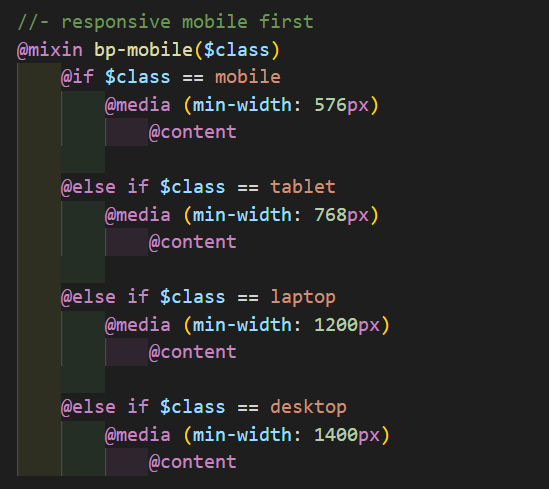 //- responsive mobile first
@mixin bp-mobile($class)
@if $class == mobile
@media (min-width: 576px)
@content
@else if $class == tablet
@media (min-width: 768px)
@content
@else if $class == laptop
@media (min-width: 1200px)
@content
@else if $class == desktop
@media (min-width: 1400px)
@content